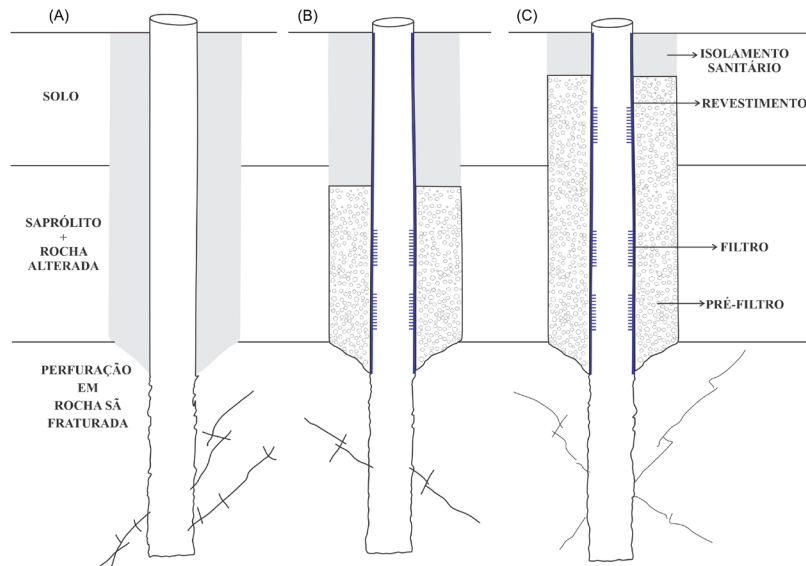 (A)
(B)
(C)
SOLO
SAPRÓLITO
+
ROCHA
ALTERADA
PERFURAÇÃO
EM
ROCHA SÃ
FRATURADA
ISOLAMENTO
SANITÁRIO
REVESTIMENTO
FILTRO
PRÉ-FILTRO